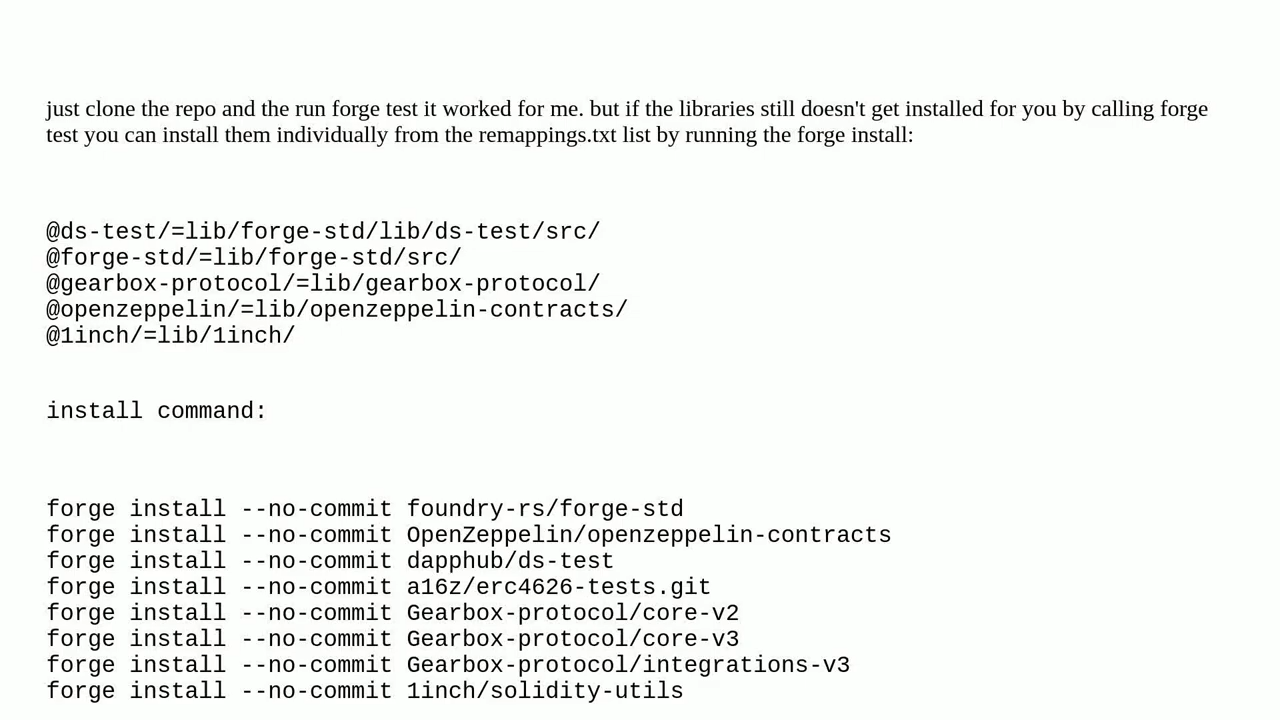 just clone the repo and the run forge test it worked for me. but if the libraries still doesn't get installed for you by calling forge
test you can install them individually from the remappings.txt list by running the forge install:
@ds-test/=lib/forge-std/lib/ds-test/src/
@forge-std/=lib/forge-std/src/
@gearbox-protocol/=lib/gearbox-protocol/
@openzeppelin/=lib/openzeppelin-contracts/
@1inch/=lib/1inch/
install command:
forge install --no-commit foundry-rs/forge-std
forge install --no-commit OpenZeppelin/openzeppelin-contracts
forge install --no-commit dapphub/ds-test
forge install --no-commit a16z/erc4626-tests.git
forge install --no-commit Gearbox-protocol/core-v2
forge install --no-commit Gearbox-protocol/core-v3
forge install --no-commit Gearbox-protocol/integrations-v3
forge install --no-commit 1inch/solidity-utils